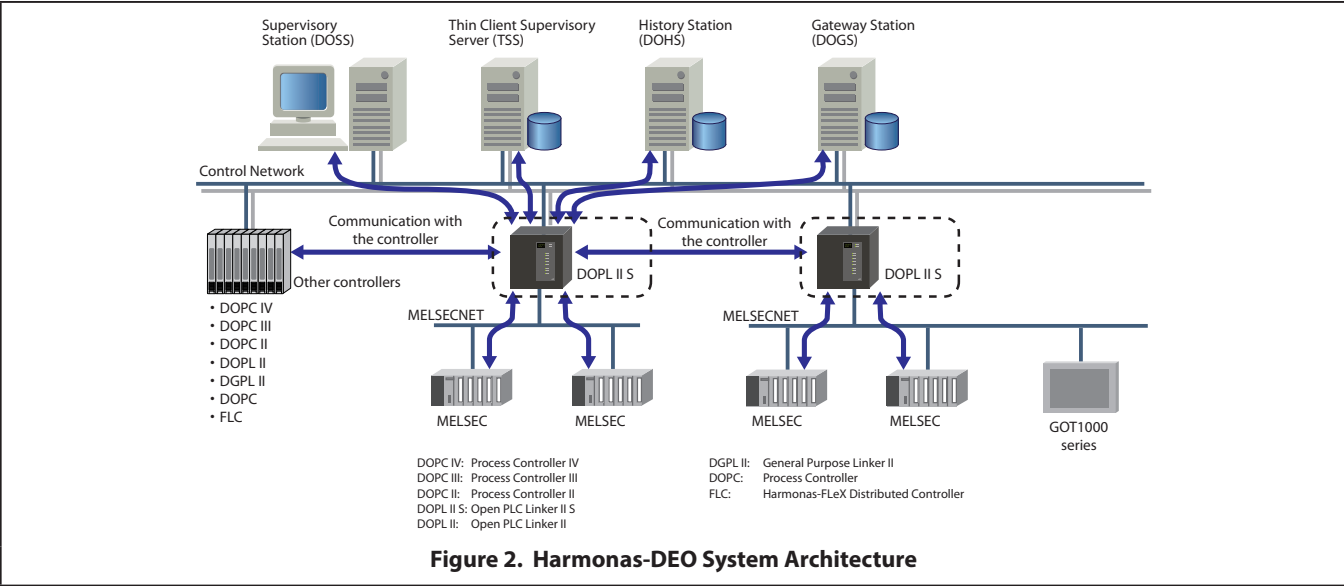 Supervisory
Station (DOSS)
Thin Client Supervisory
Server (TSS)
History Station
(DOHS)
Gateway Station
(DOGS)
Control Network
Communication with
the controller
Communication with
the controller
Other controllers
DOPL II S
DOPL II S
• DOPC IV
• DOPC III
• DOPC II
• DOPL II
• DGPL II
• DOPC
• FLC
MELSECNET
MELSECNET
MELSEC
MELSEC
MELSEC
MELSEC
GOT1000
series
DOPC IV: Process Controller IV
DOPC III: Process Controller III
DOPC II: Process Controller II
DOPL II S: Open PLC Linker II S
DOPL II: Open PLC Linker II
DGPL II: General Purpose Linker II
DOPC: Process Controller
FLC: Harmonas-FLeX Distributed Controller
Figure 2. Harmonas-DEO System Architecture